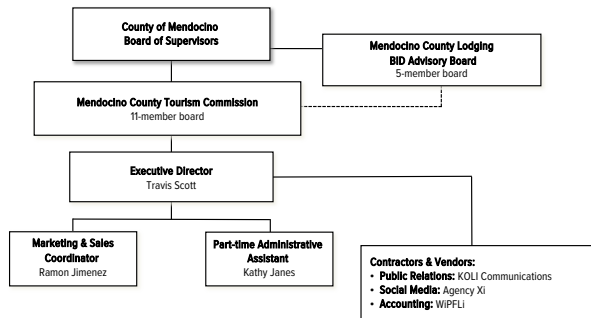 County of Mendocino
Board of Supervisors
Mendocino County Lodging
BID Advisory Board
5-member board
Mendocino County Tourism Commission
11-member board
Executive Director
Travis Scott
Marketing & Sales
Coordinator
Ramon Jimenez
Part-time Administrative
Assistant
Kathy Janes
Contractors & Vendors:
• Public Relations: KOLI Communications
• Social Media: Agency Xi
• Accounting: WiPFLi